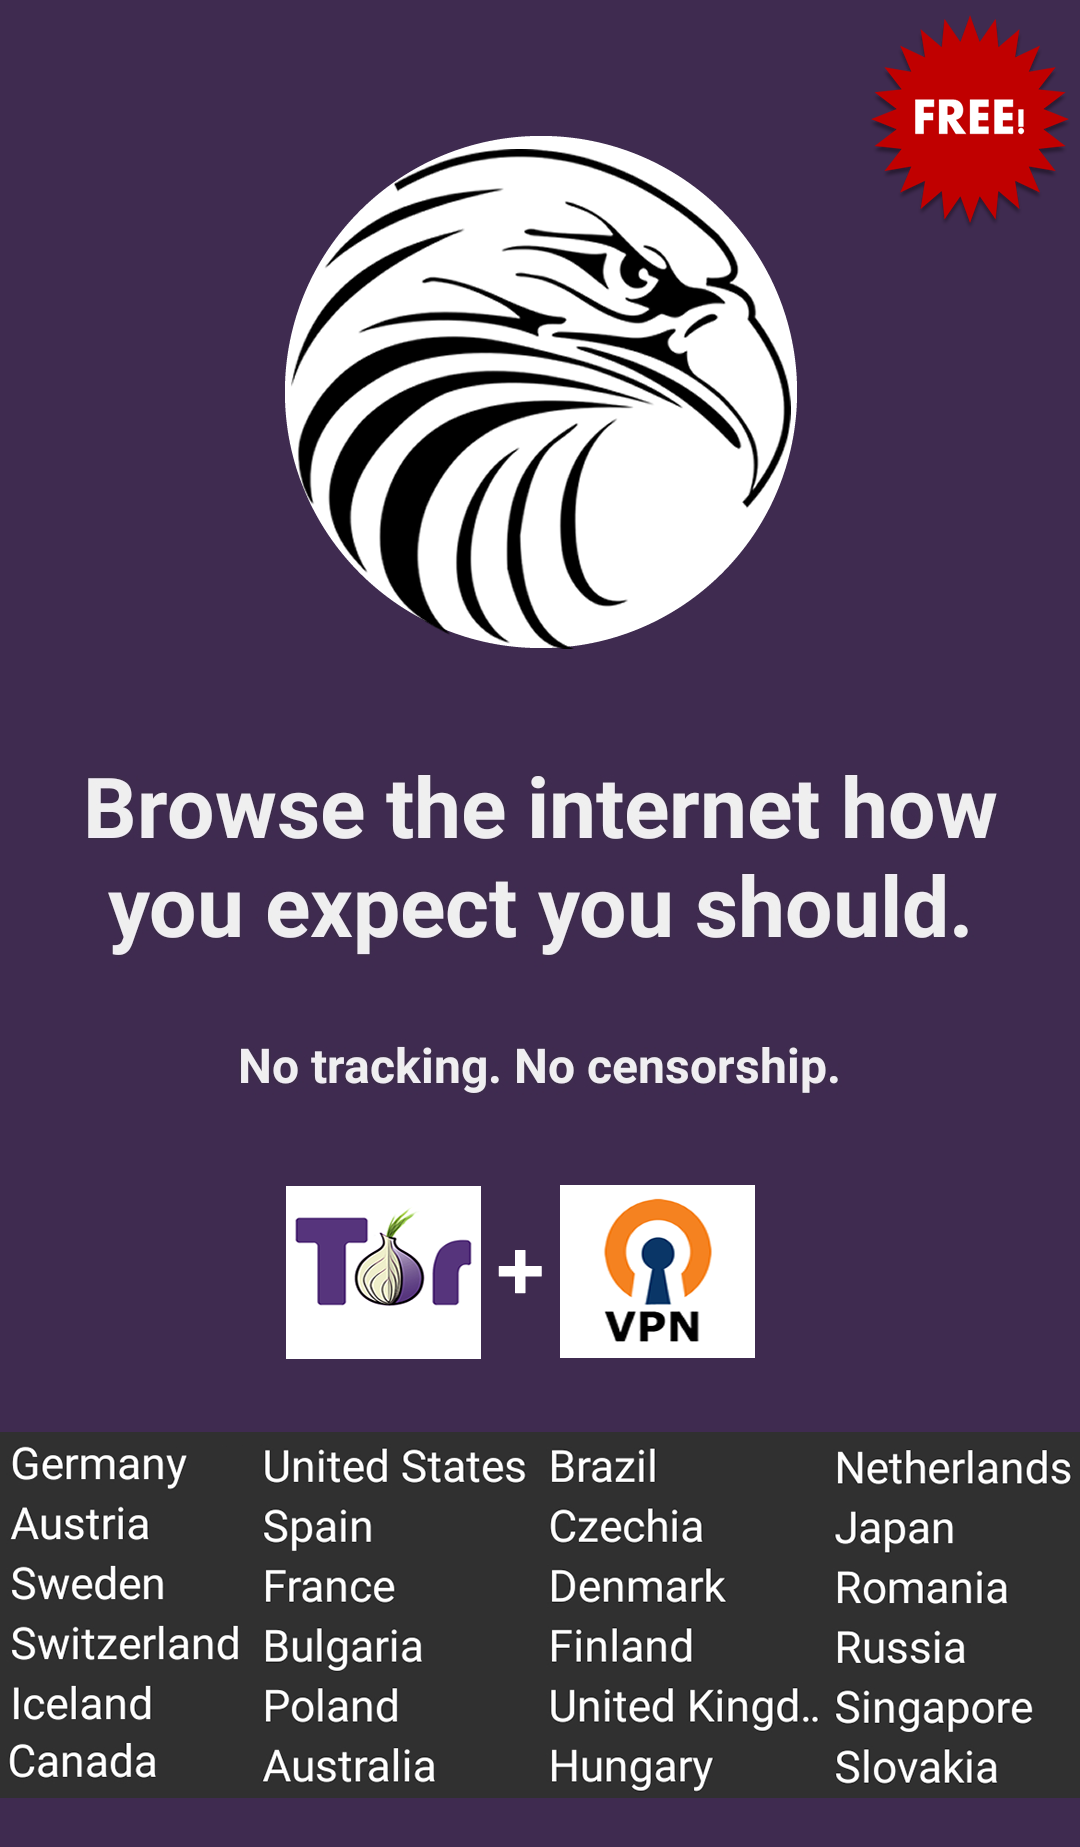 FREE!
Browse the internet how
you expect you should.
No tracking. No censorship.
Tor + VPN
Germany
Austria
Sweden
Switzerland
Iceland
Canada
United States
Spain
France
Bulgaria
Poland
Australia
Brazil
Czechia
Denmark
Finland
United Kingd..
Hungary
Netherlands
Japan
Romania
Russia
Singapore
Slovakia